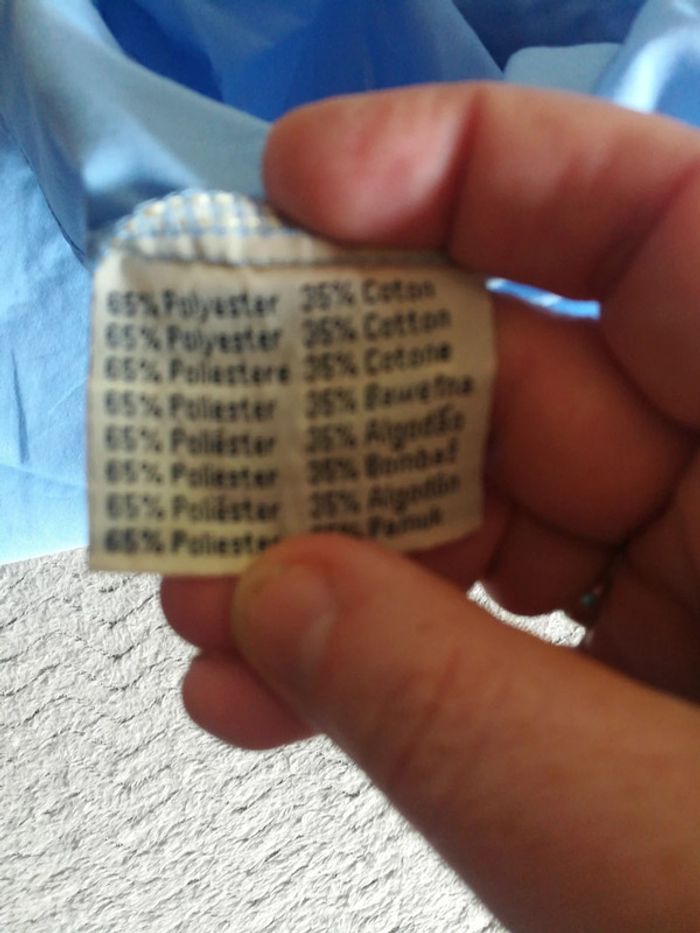 65% Polyester 35% Coton
65% Polyester 35% Cotton
65% Poliestere 35% Cotone
65% Poliester 35% Bawełna
65% Poliéster 35% Algodão
65% Poliester 35% Bombaž
65% Poliéster 35% Algodón
65% Poliester 35% Pamuk